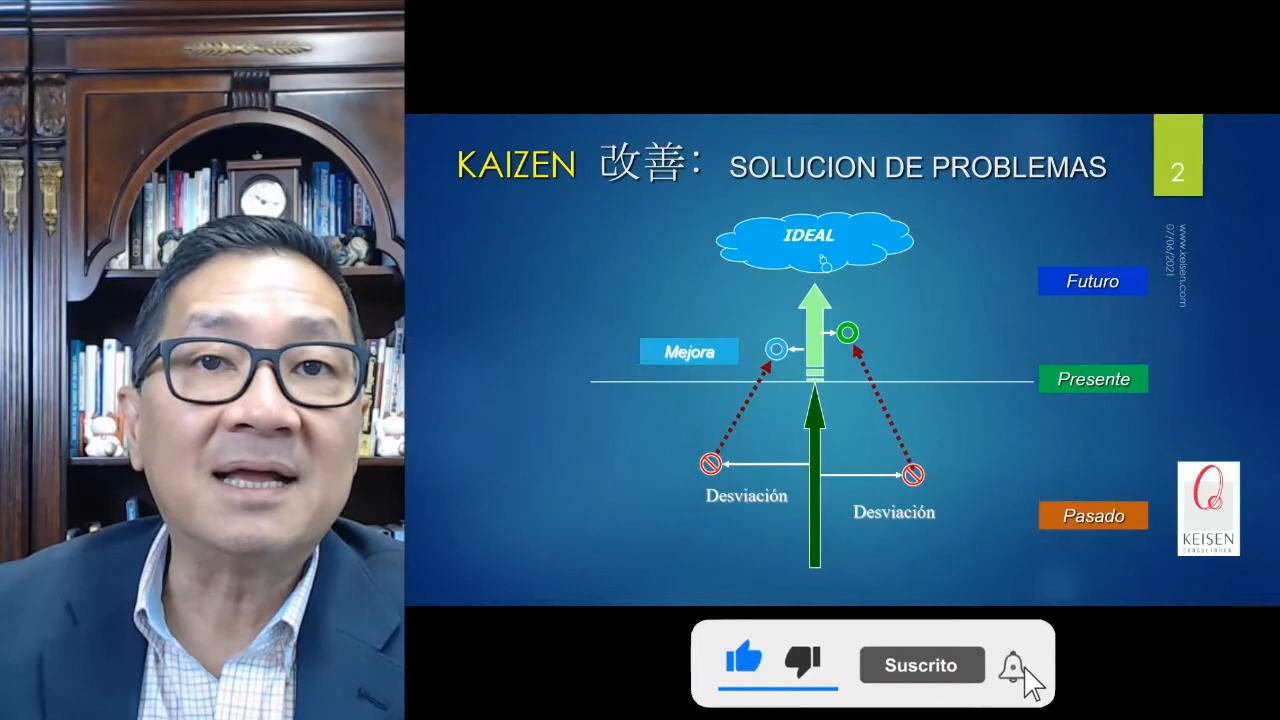 KAIZEN 改善: SOLUCION DE PROBLEMAS
2
www.keisen.com
07/06/2021
IDEAL
Futuro
Mejora
Presente
Desviación
Desviación
Pasado
KEISEN
CONSULTORES
Suscrito